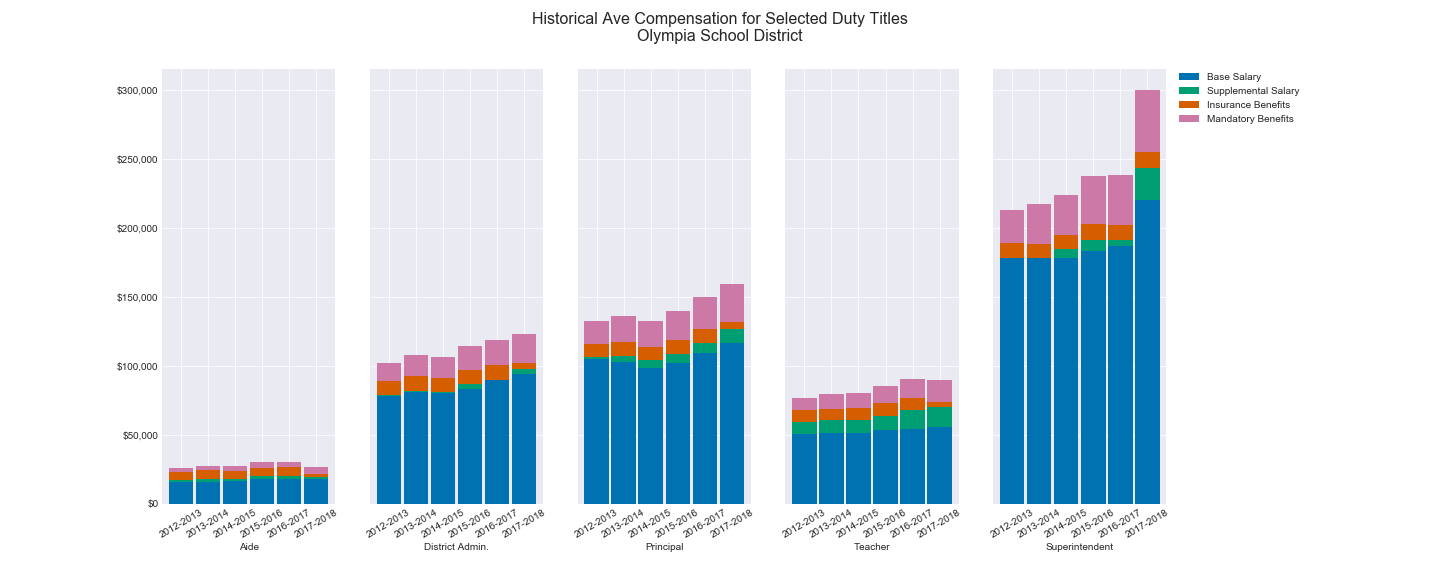 Historical Ave Compensation for Selected Duty Titles
Olympia School District
Base Salary
Supplemental Salary
Insurance Benefits
Mandatory Benefits
$300,000
$250,000
$200,000
$150,000
$100,000
$50,000
$0
2012-2013 2013-2014 2014-2015 2015-2016 2016-2017 2017-2018
Aide
2012-2013 2013-2014 2014-2015 2015-2016 2016-2017 2017-2018
District Admin.
2012-2013 2013-2014 2014-2015 2015-2016 2016-2017 2017-2018
Principal
2012-2013 2013-2014 2014-2015 2015-2016 2016-2017 2017-2018
Teacher
2012-2013 2013-2014 2014-2015 2015-2016 2016-2017 2017-2018
Superintendent